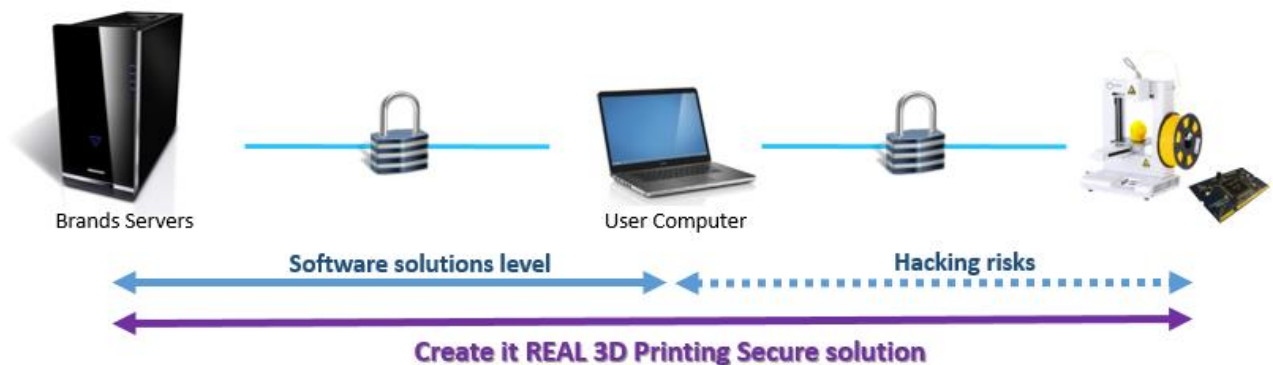 Brands Servers
User Computer
Software solutions level
Hacking risks
Create it REAL 3D Printing Secure solution